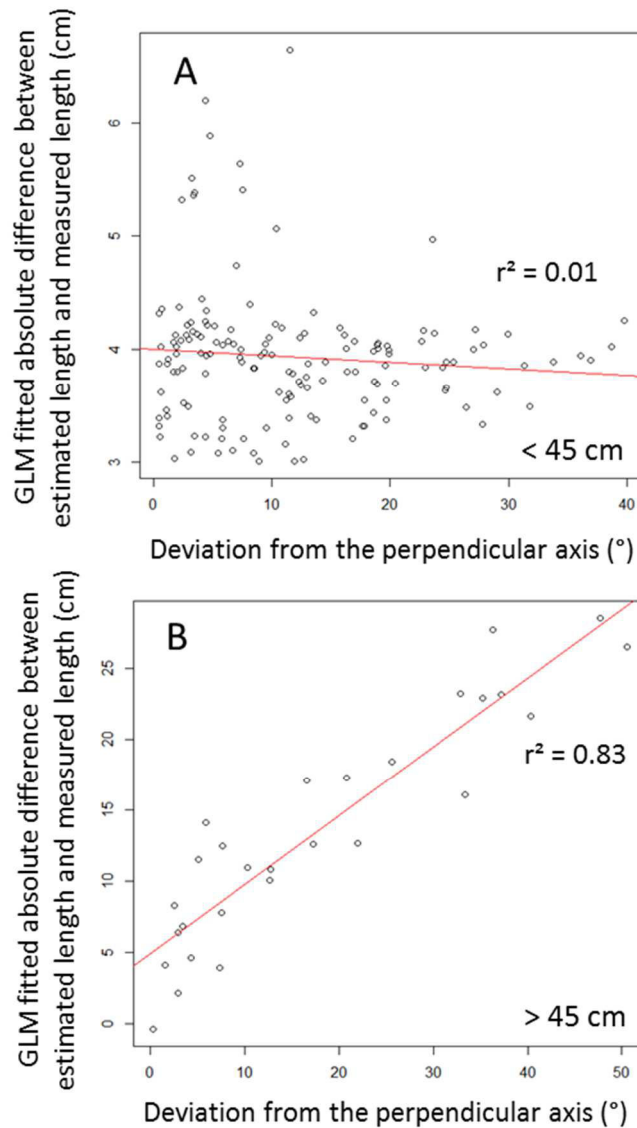 A
GLM fitted absolute difference between
estimated length and measured length (cm)
6
5
4
3
r² = 0.01
< 45 cm
0 10 20 30 40
Deviation from the perpendicular axis (°)
B
GLM fitted absolute difference between
estimated length and measured length (cm)
25
20
15
10
5
0
r² = 0.83
> 45 cm
0 10 20 30 40 50
Deviation from the perpendicular axis (°)